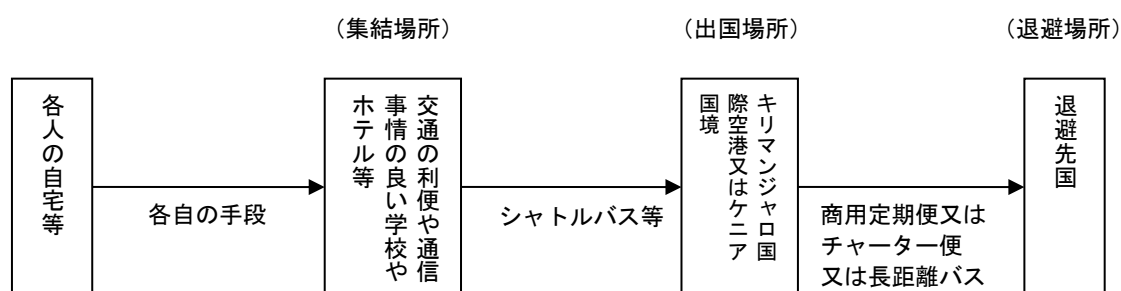 （集結場所）
（出国場所）
（退避場所）
各人の自宅等
各自の手段
交通の利便や通信
事情の良い学校や
ホテル等
シャトルバス等
キリマンジャロ国
際空港又はケニア
国境
商用定期便又は
チャーター便
又は長距離バス
退避先国